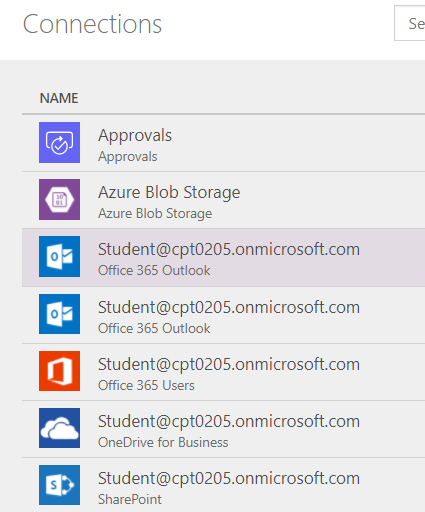 Connections
Se
NAME
Approvals
Approvals
Azure Blob Storage
Azure Blob Storage
Student@cpt0205.onmicrosoft.com
Office 365 Outlook
Student@cpt0205.onmicrosoft.com
Office 365 Outlook
Student@cpt0205.onmicrosoft.com
Office 365 Users
Student@cpt0205.onmicrosoft.com
OneDrive for Business
Student@cpt0205.onmicrosoft.com
SharePoint